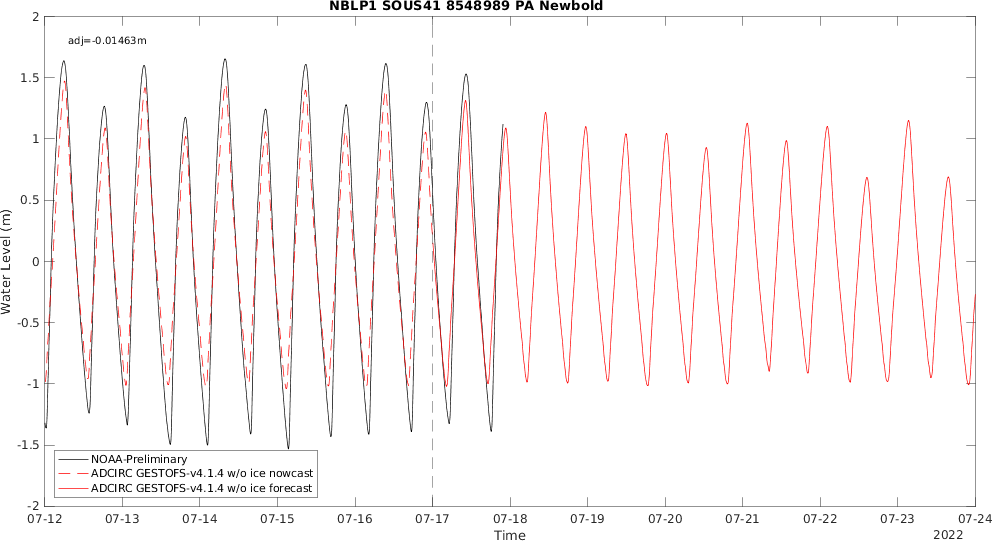 NBLP1 SOUS41 8548989 PA Newbold
adj=-0.01463m
2
1.5
1
0.5
0
-0.5
-1
-1.5
-2
Water Level (m)
NOAA-Preliminary
ADCIRC GESTOFS-v4.1.4 w/o ice nowcast
ADCIRC GESTOFS-v4.1.4 w/o ice forecast
07-12 07-13 07-14 07-15 07-16 07-17 07-18 07-19 07-20 07-21 07-22 07-23 07-24
Time
2022